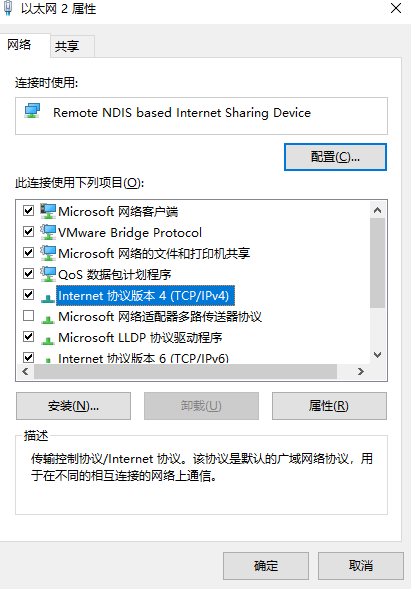 以太网 2 属性
网络
共享
连接时使用:
Remote NDIS based Internet Sharing Device
配置(C)...
此连接使用下列项目(O):
Microsoft 网络客户端
VMware Bridge Protocol
Microsoft 网络的文件和打印机共享
QoS 数据包计划程序
Internet 协议版本 4 (TCP/IPv4)
Microsoft 网络适配器多路传送器协议
Microsoft LLDP 协议驱动程序
Internet 协议版本 6 (TCP/IPv6)
安装(N)...
卸载(U)
属性(R)
描述
传输控制协议/Internet 协议。该协议是默认的广域网络协议，用
于在不同的相互连接的网络上通信。
确定
取消